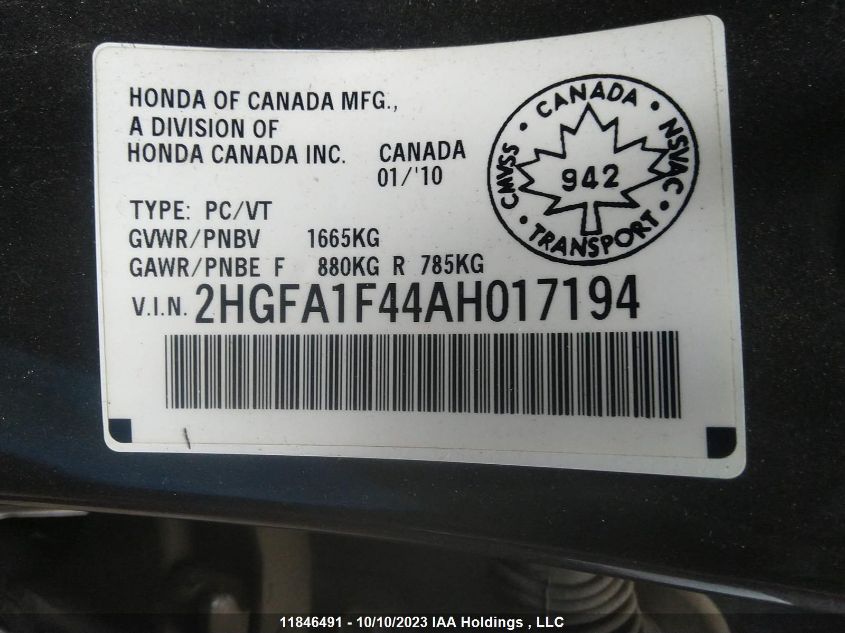 HONDA OF CANADA MFG.,
A DIVISION OF
HONDA CANADA INC. CANADA
01/'10
CANADA • NSVAC • TRANSPORT • CMVSS •
942
TYPE: PC/VT
GVWR/PNBV 1665KG
GAWR/PNBE F 880KG R 785KG
V.I.N. 2HGFA1F44AH017194
11846491 - 10/10/2023 IAA Holdings , LLC